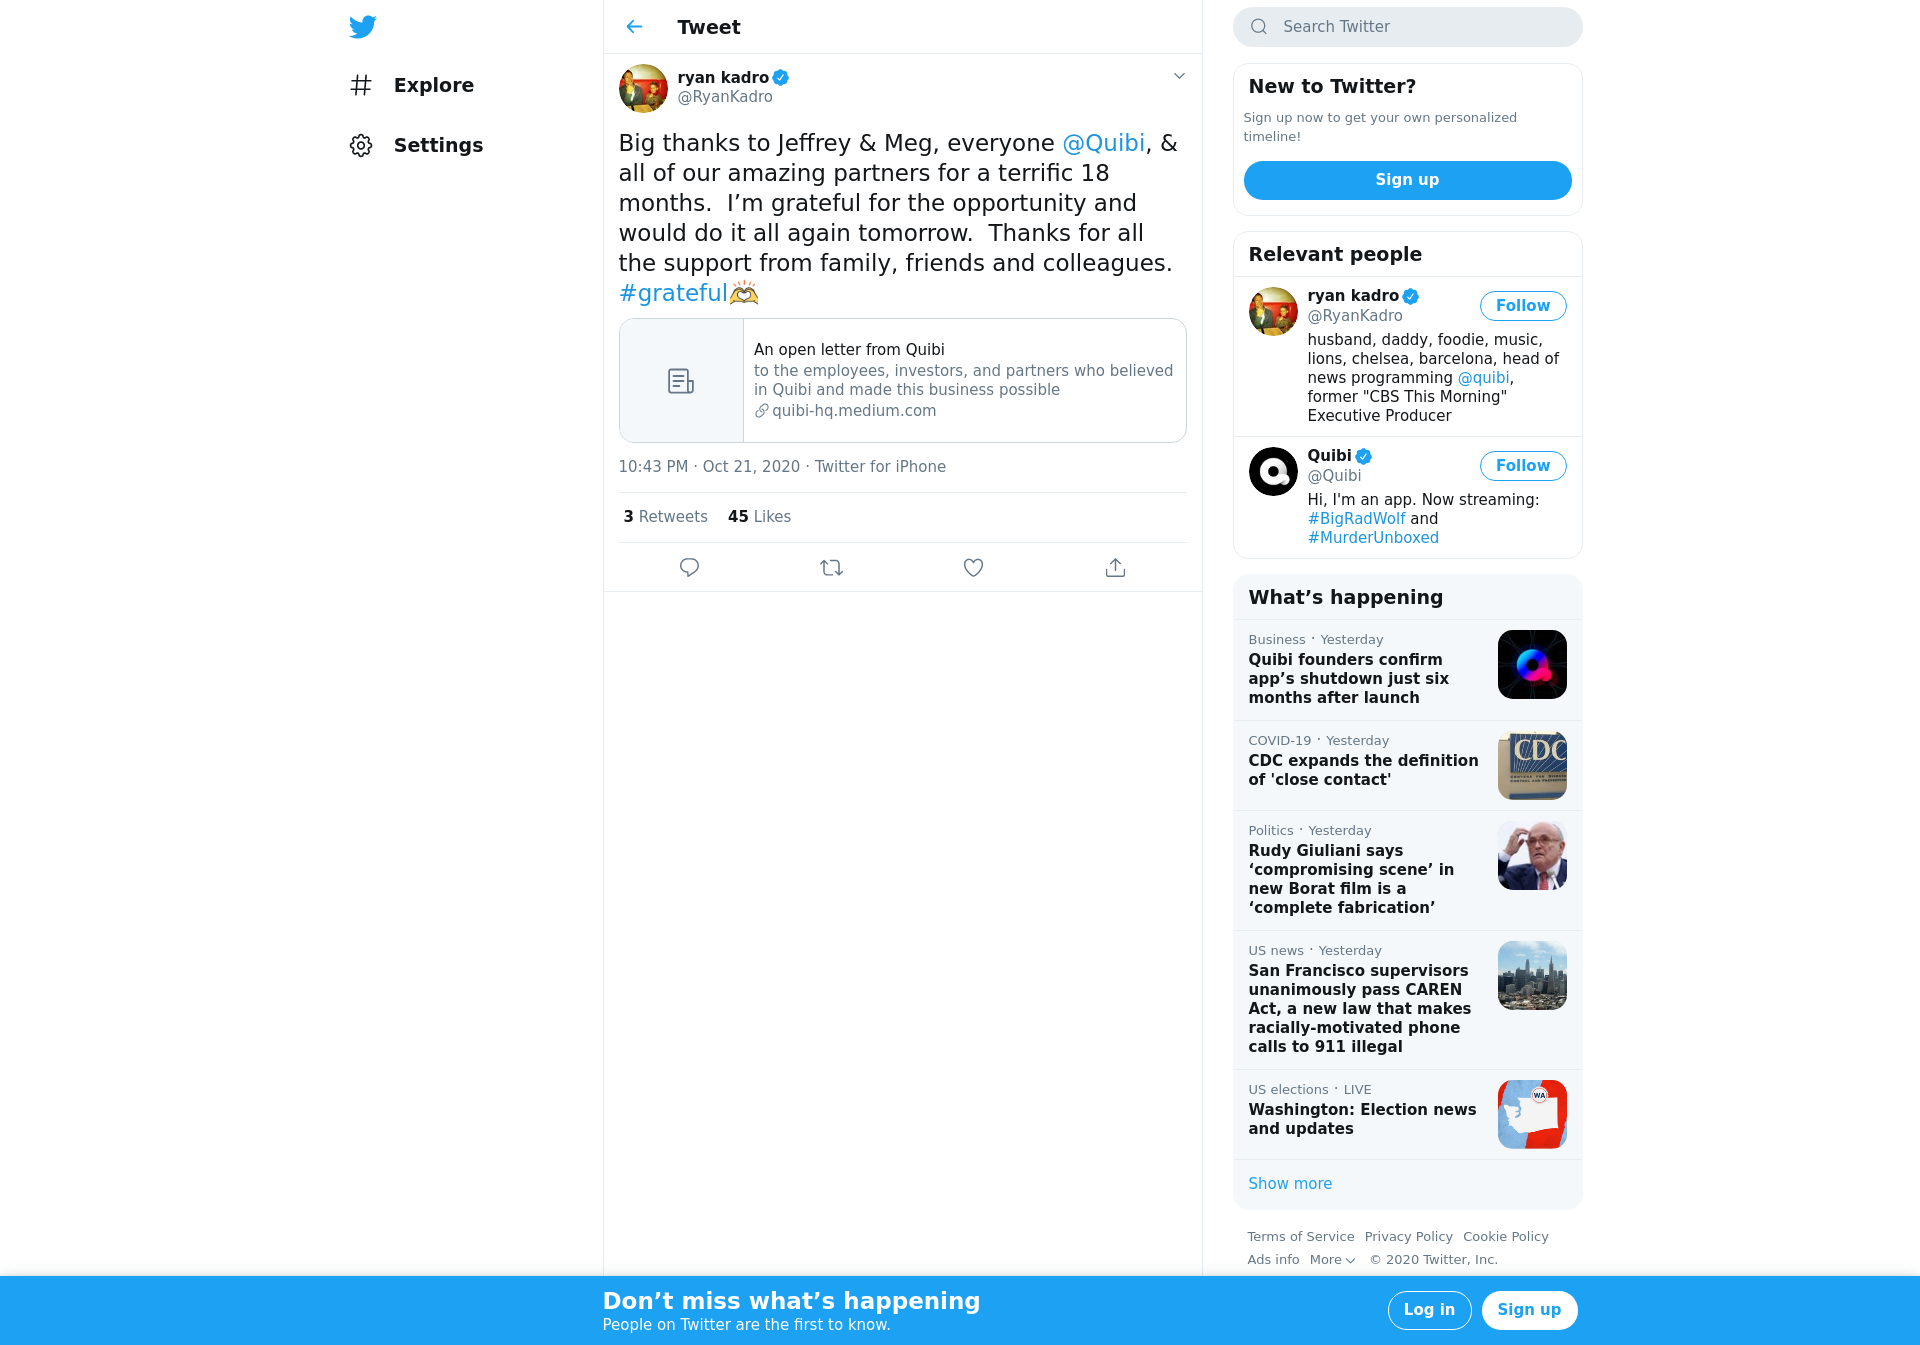 Explore
Settings
Tweet
ryan kadro
@RyanKadro
Big thanks to Jeffrey & Meg, everyone @Quibi, &
all of our amazing partners for a terrific 18
months.  I’m grateful for the opportunity and
would do it all again tomorrow.  Thanks for all
the support from family, friends and colleagues.
#grateful
An open letter from Quibi
to the employees, investors, and partners who believed
in Quibi and made this business possible
quibi-hq.medium.com
10:43 PM · Oct 21, 2020 · Twitter for iPhone
3 Retweets 45 Likes
Search Twitter
New to Twitter?
Sign up now to get your own personalized
timeline!
Sign up
Relevant people
ryan kadro
@RyanKadro
Follow
husband, daddy, foodie, music,
lions, chelsea, barcelona, head of
news programming @quibi,
former "CBS This Morning"
Executive Producer
Quibi
@Quibi
Follow
Hi, I'm an app. Now streaming:
#BigRadWolf and
#MurderUnboxed
What’s happening
Business · Yesterday
Quibi founders confirm
app’s shutdown just six
months after launch
COVID-19 · Yesterday
CDC expands the definition
of 'close contact'
CDC
Politics · Yesterday
Rudy Giuliani says
‘compromising scene’ in
new Borat film is a
‘complete fabrication’
US news · Yesterday
San Francisco supervisors
unanimously pass CAREN
Act, a new law that makes
racially-motivated phone
calls to 911 illegal
US elections · LIVE
Washington: Election news
and updates
WA
Show more
Terms of Service Privacy Policy Cookie Policy
Ads info More © 2020 Twitter, Inc.
Don’t miss what’s happening
People on Twitter are the first to know.
Log in
Sign up